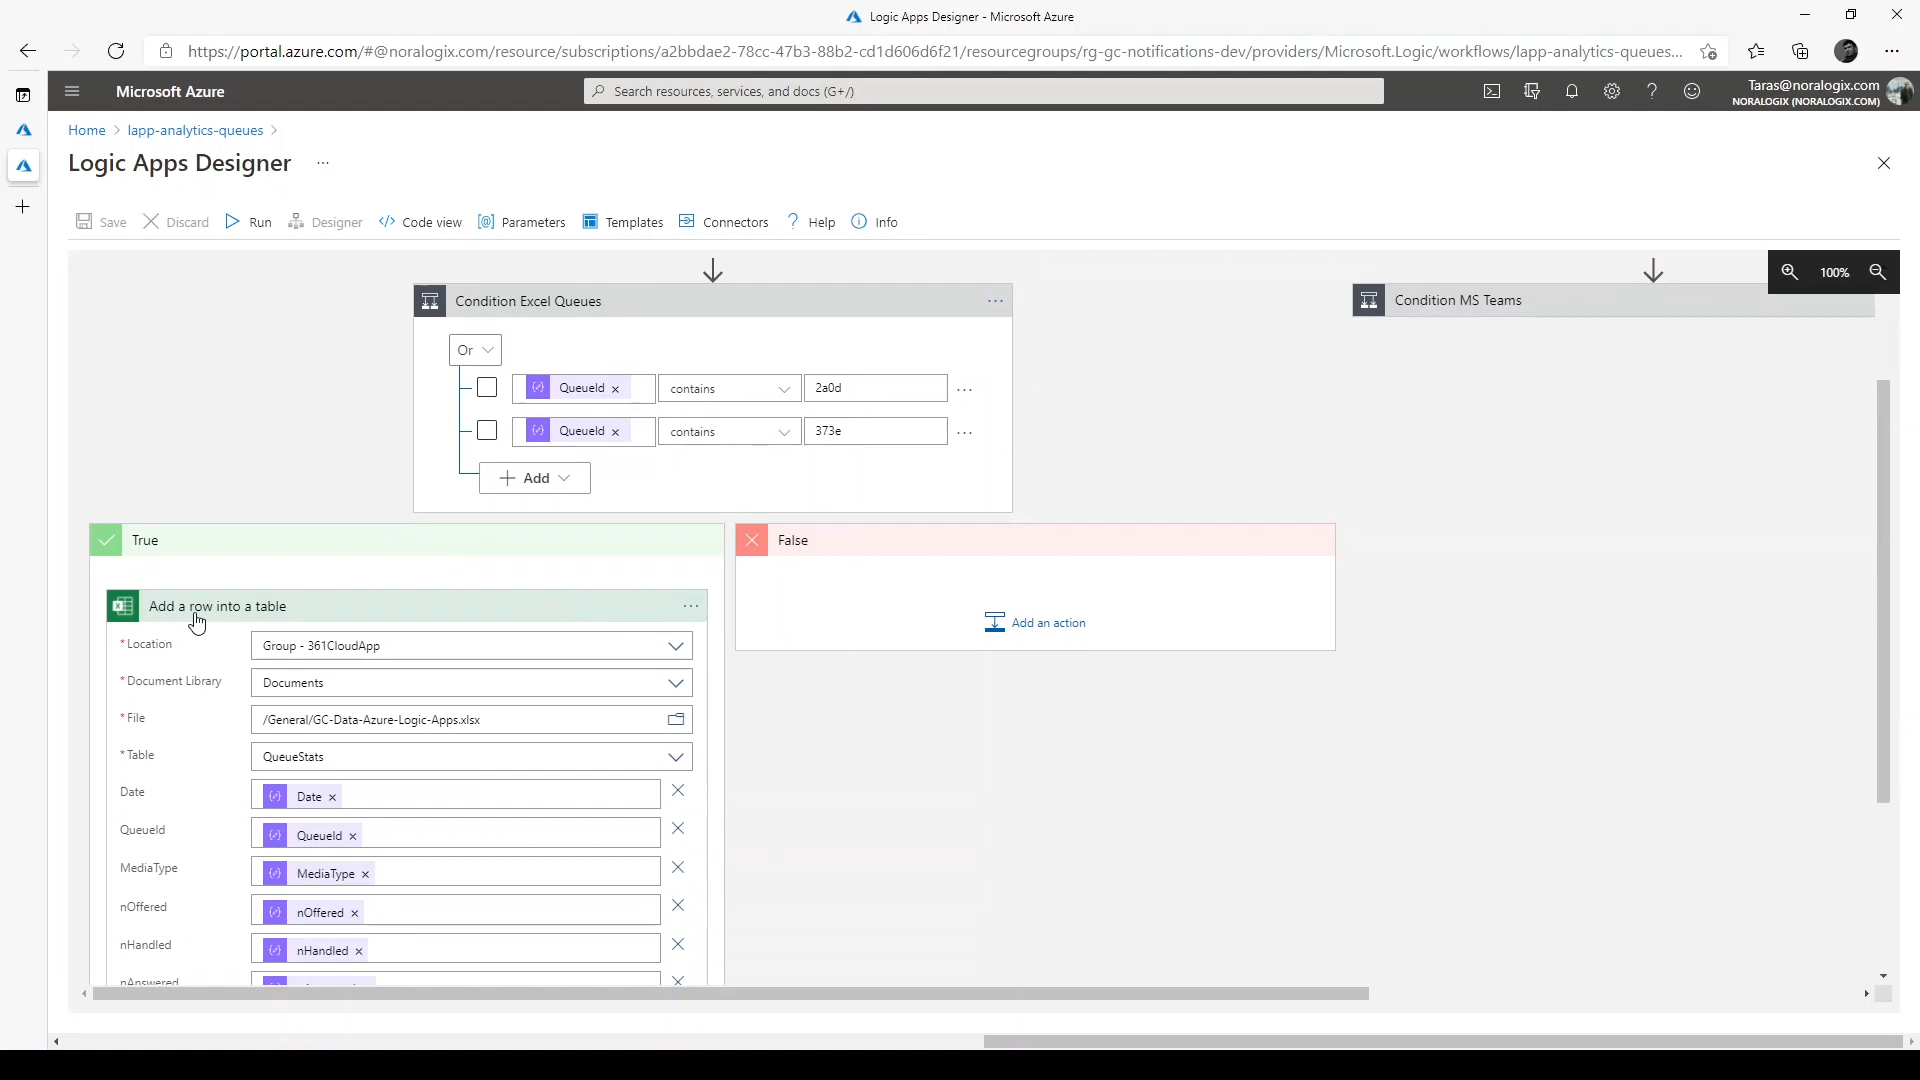 Logic Apps Designer - Microsoft Azure
https://portal.azure.com/#@noralogix.com/resource/subscriptions/a2bbdae2-78cc-47b3-88b2-cd1d606d6f21/resourcegroups/rg-gc-notifications-dev/providers/Microsoft.Logic/workflows/lapp-analytics-queues...
Microsoft Azure
Search resources, services, and docs (G+/)
Taras@noralogix.com
NORALOGIX (NORALOGIX.COM)
Home > lapp-analytics-queues >
Logic Apps Designer ...
Save Discard Run Designer Code view Parameters Templates Connectors Help Info
100%
Condition Excel Queues ...
Condition MS Teams
Or
QueueId × contains 2a0d ...
QueueId × contains 373e ...
+ Add
True
False
Add a row into a table ...
Add an action
* Location Group - 361CloudApp
* Document Library Documents
* File /General/GC-Data-Azure-Logic-Apps.xlsx
* Table QueueStats
Date Date ×
QueueId QueueId ×
MediaType MediaType ×
nOffered nOffered ×
nHandled nHandled ×
nAnswered